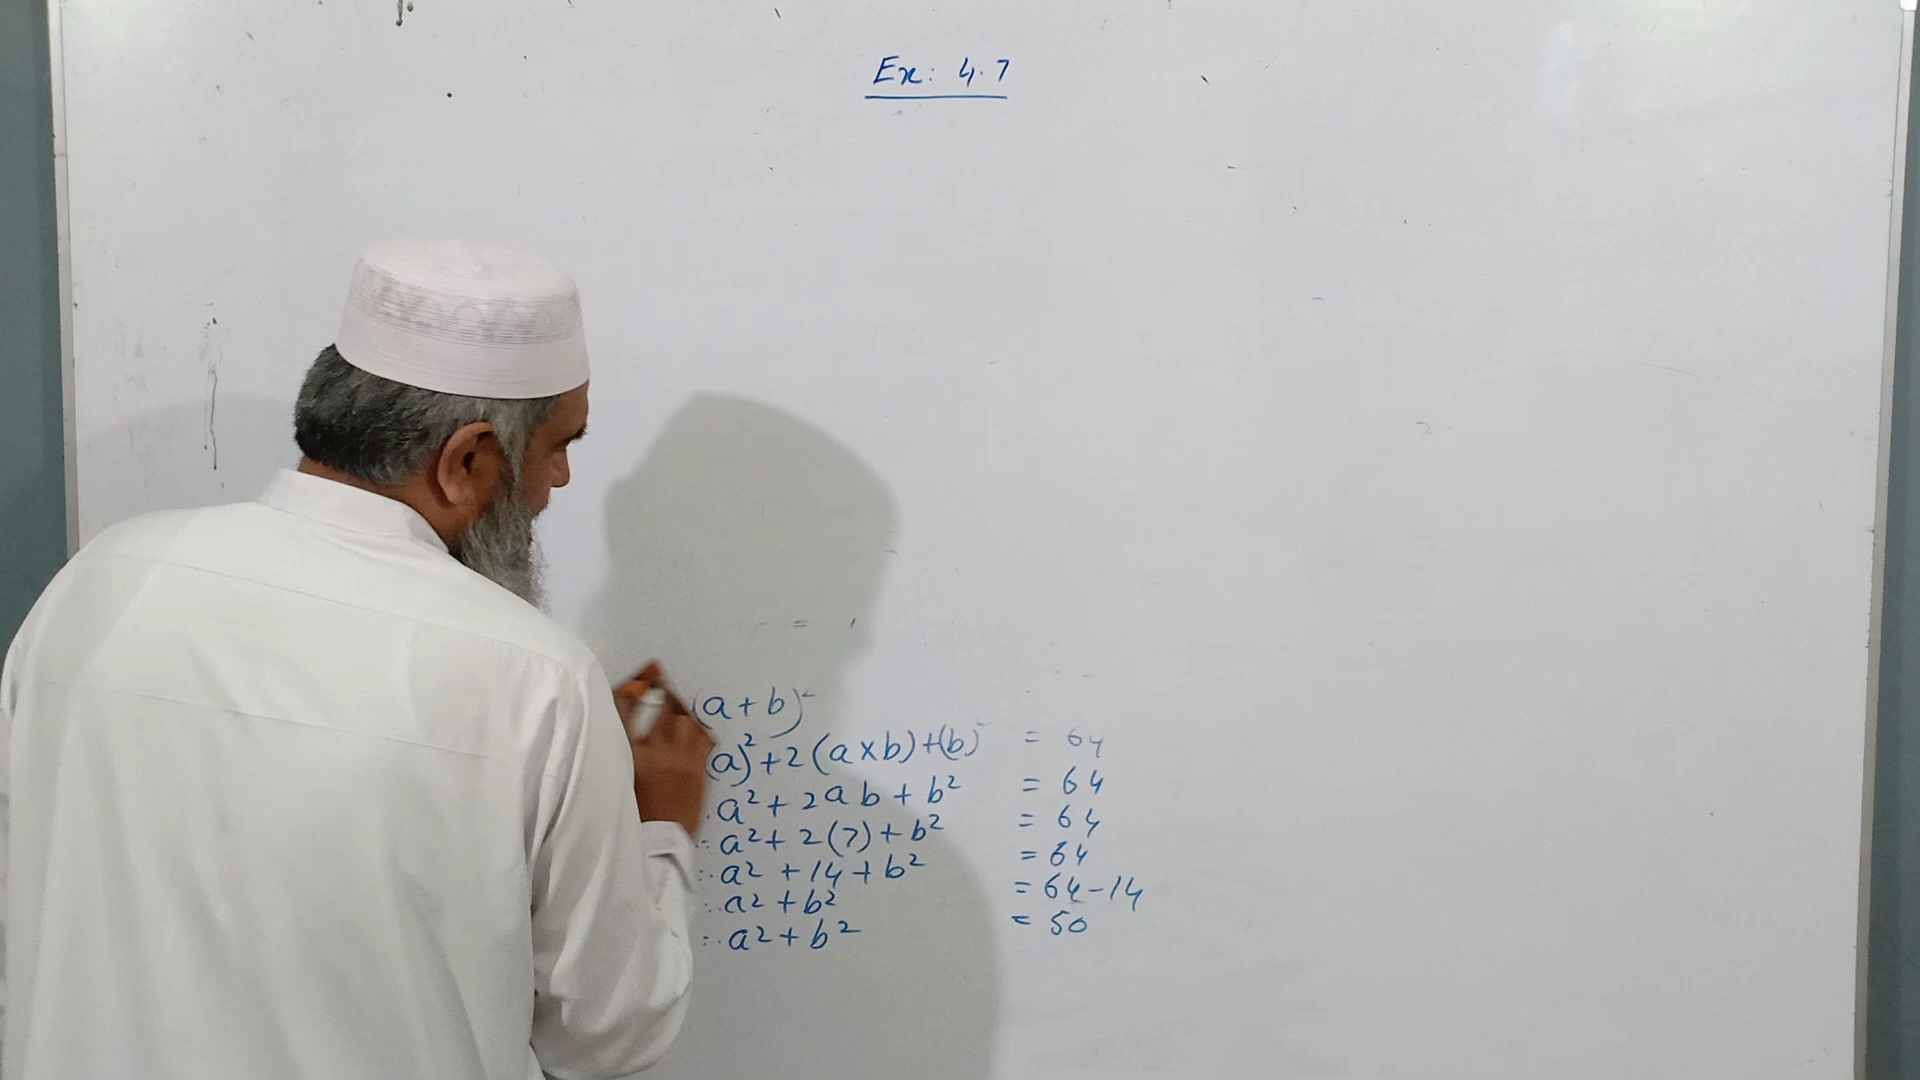 Ex: 4.7
=
(a+b)²
(a)²+2(a×b)+(b)² = 64
a²+2ab+b² = 64
∴ a²+2(7)+b² = 64
∴ a²+14+b² = 64
∴ a²+b² = 64-14
∴ a²+b² = 50